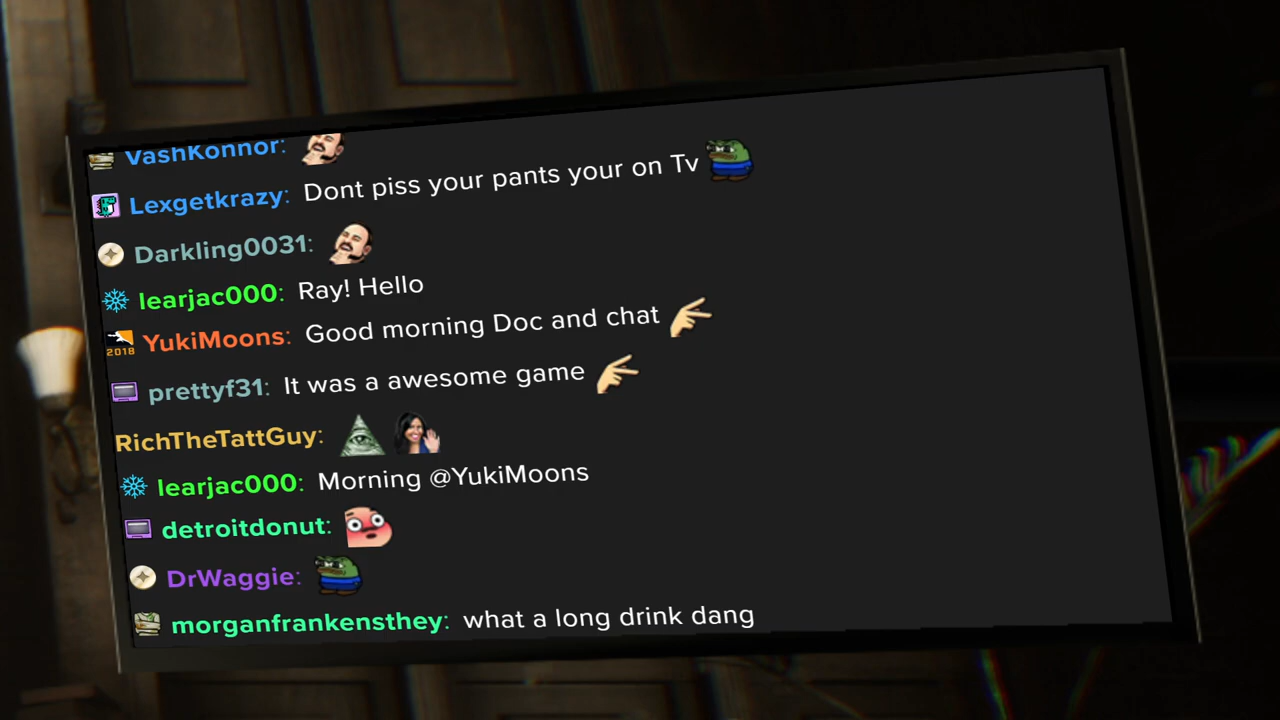 VashKonnor:
Lexgetkrazy: Dont piss your pants your on Tv
Darkling0031:
learjac000: Ray! Hello
2018 YukiMoons: Good morning Doc and chat
prettyf31: It was a awesome game
RichTheTattGuy:
learjac000: Morning @YukiMoons
detroitdonut:
DrWaggie:
morganfrankensthey: what a long drink dang